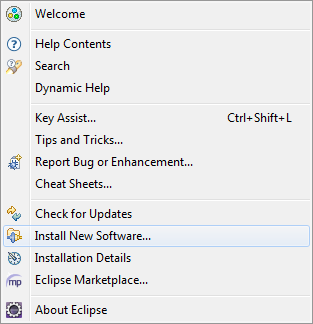 Welcome
Help Contents
Search
Dynamic Help
Key Assist... Ctrl+Shift+L
Tips and Tricks...
Report Bug or Enhancement...
Cheat Sheets...
Check for Updates
Install New Software...
Installation Details
mp Eclipse Marketplace...
About Eclipse